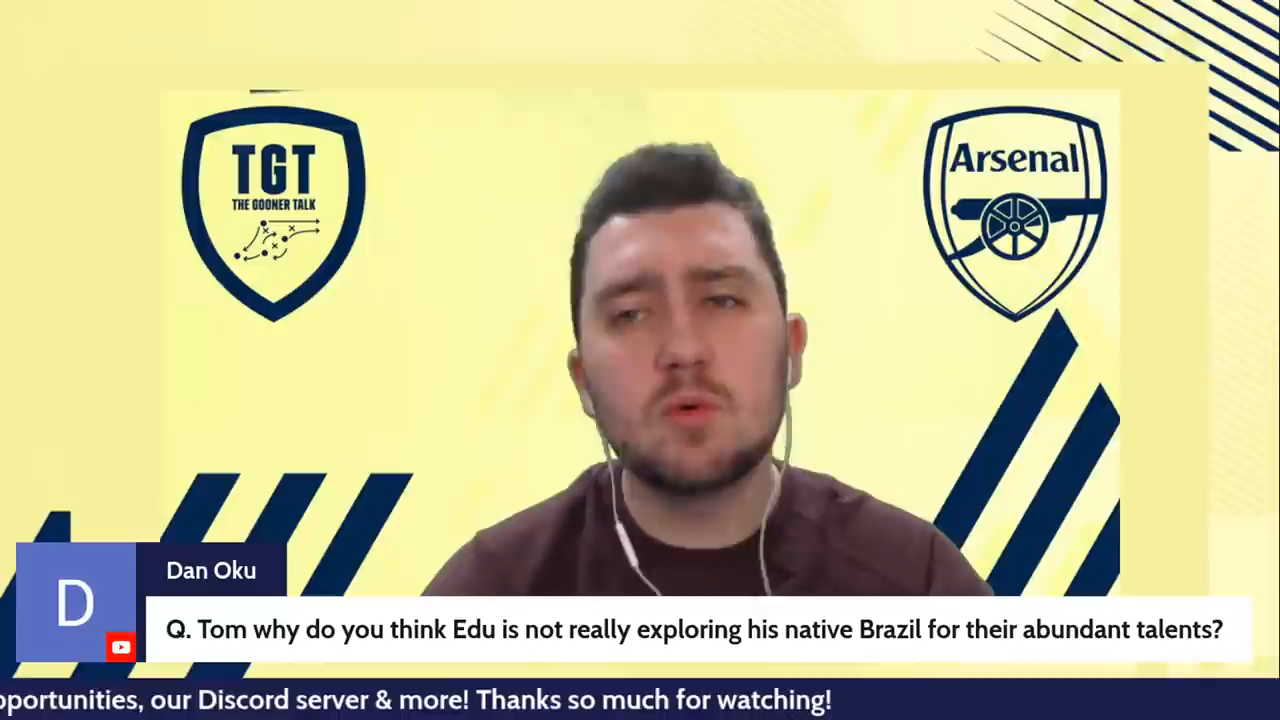 TGT
THE GOONER TALK
Arsenal
D
Dan Oku
Q. Tom why do you think Edu is not really exploring his native Brazil for their abundant talents?
pportunities, our Discord server & more! Thanks so much for watching!